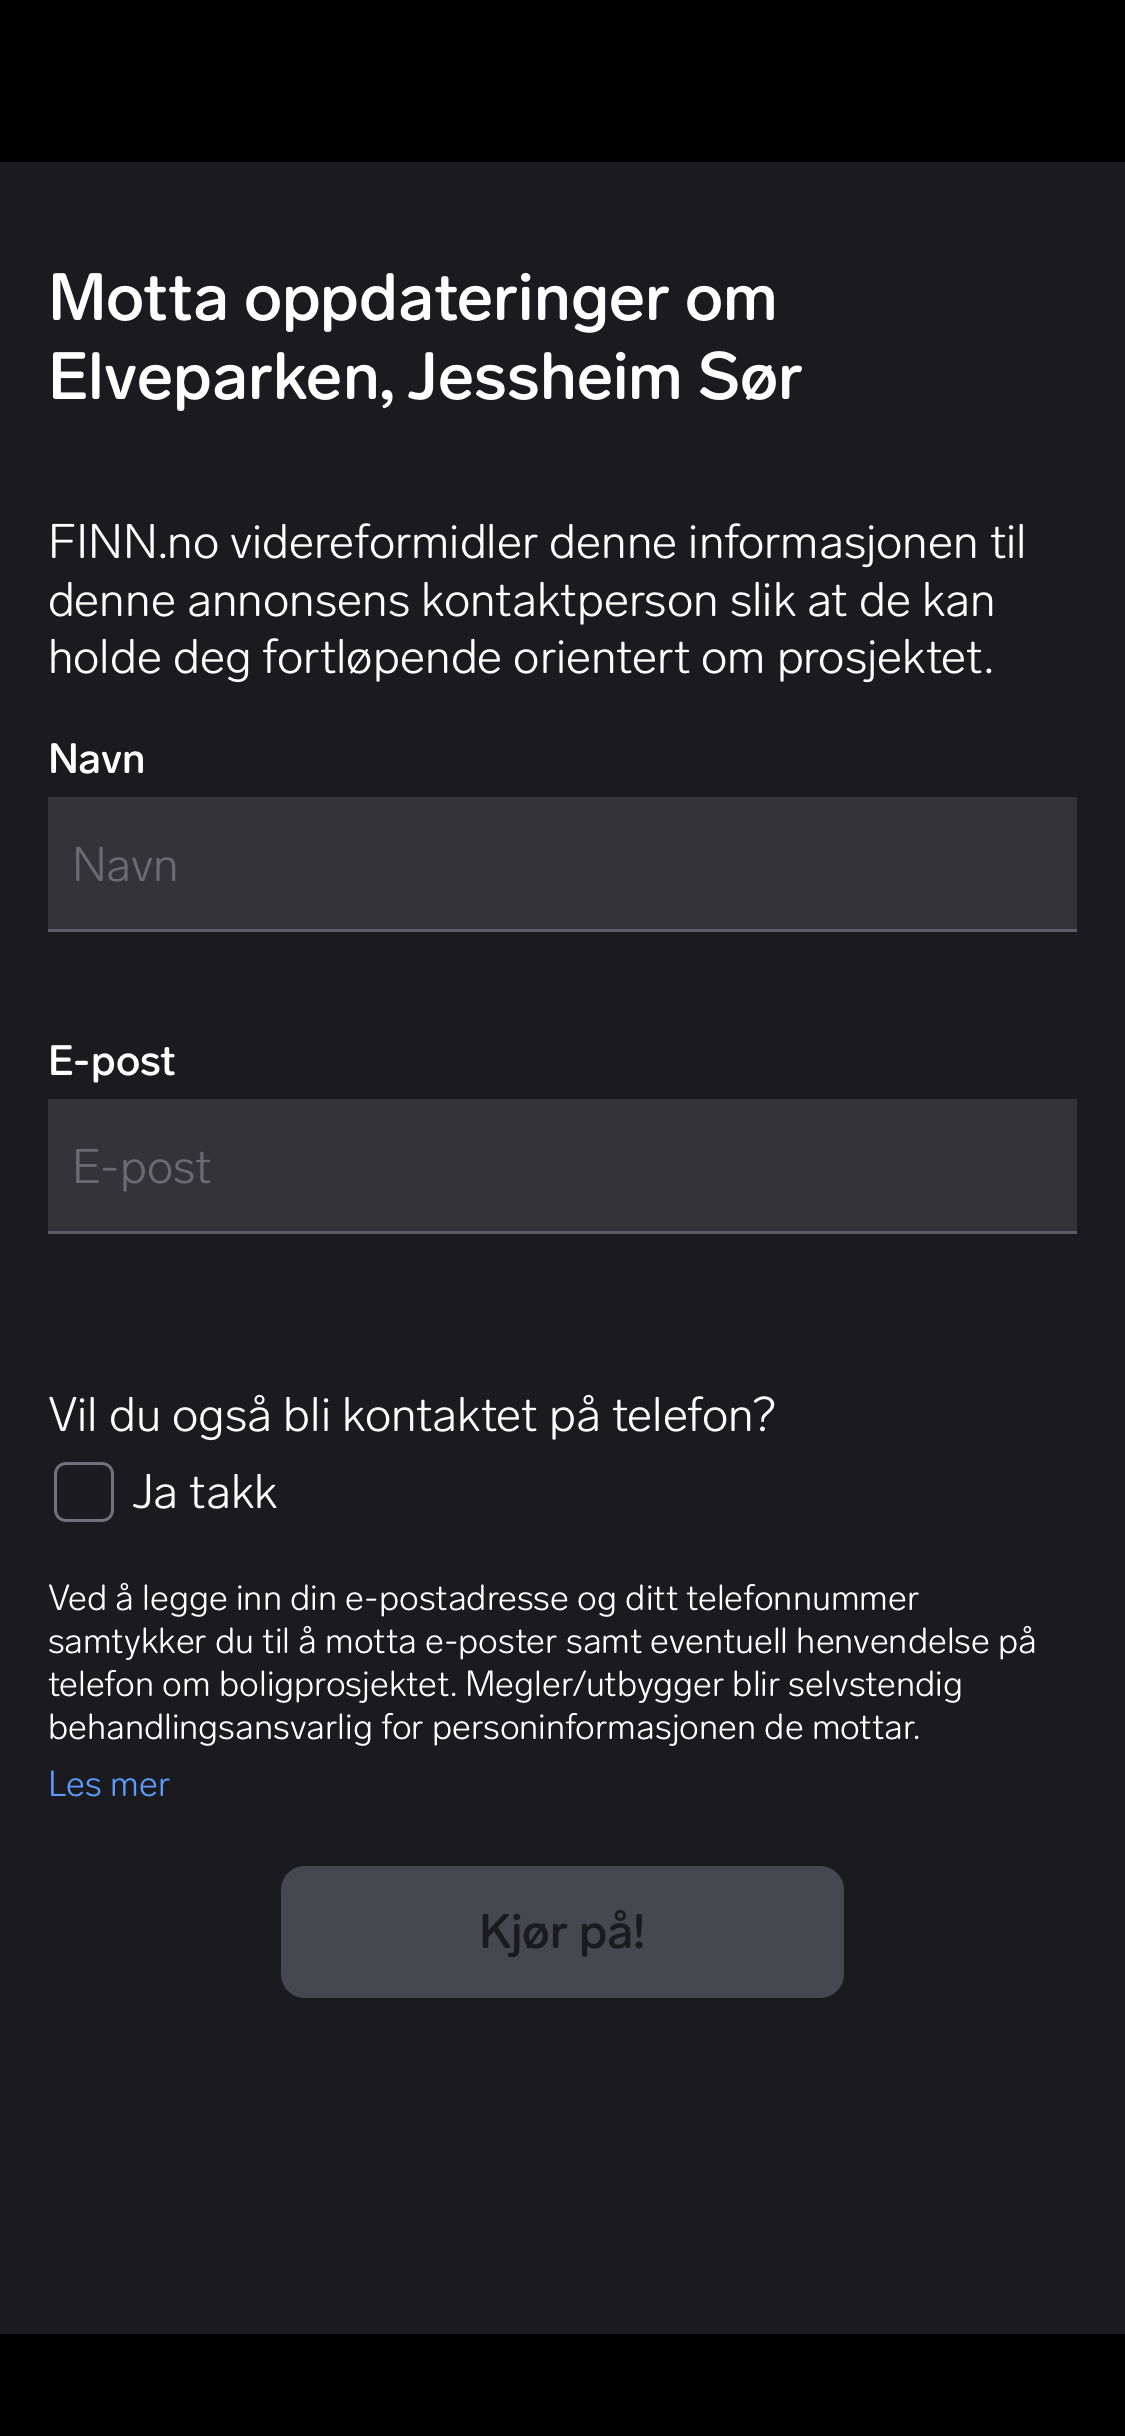 Motta oppdateringer om
Elveparken, Jessheim Sør
FINN.no videreformidler denne informasjonen til
denne annonsens kontaktperson slik at de kan
holde deg fortløpende orientert om prosjektet.
Navn
Navn
E-post
E-post
Vil du også bli kontaktet på telefon?
Ja takk
Ved å legge inn din e-postadresse og ditt telefonnummer
samtykker du til å motta e-poster samt eventuell henvendelse på
telefon om boligprosjektet. Megler/utbygger blir selvstendig
behandlingsansvarlig for personinformasjonen de mottar.
Les mer
Kjør på!